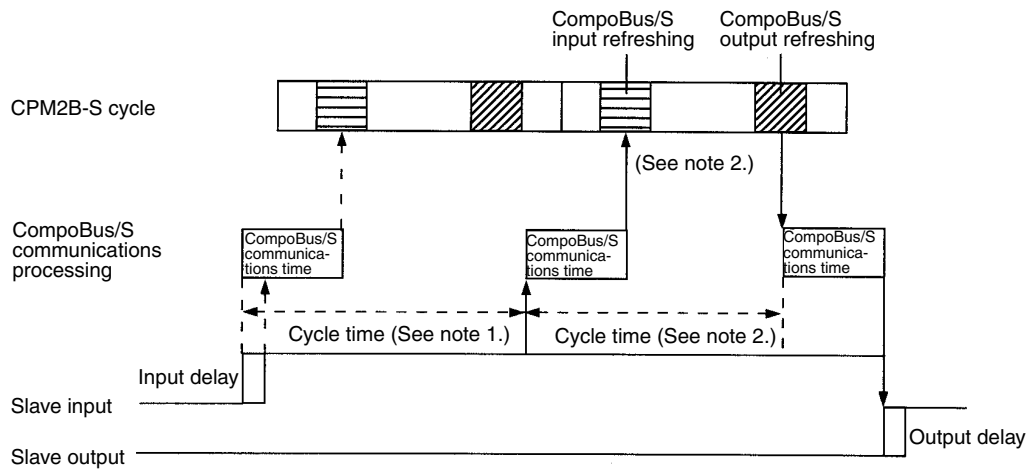 CompoBus/S
input refreshing
CompoBus/S
output refreshing
CPM2B-S cycle
(See note 2.)
CompoBus/S
communications
processing
CompoBus/S
communica-
tions time
CompoBus/S
communica-
tions time
CompoBus/S
communica-
tions time
Cycle time (See note 1.)
Cycle time (See note 2.)
Input delay
Slave input
Output delay
Slave output